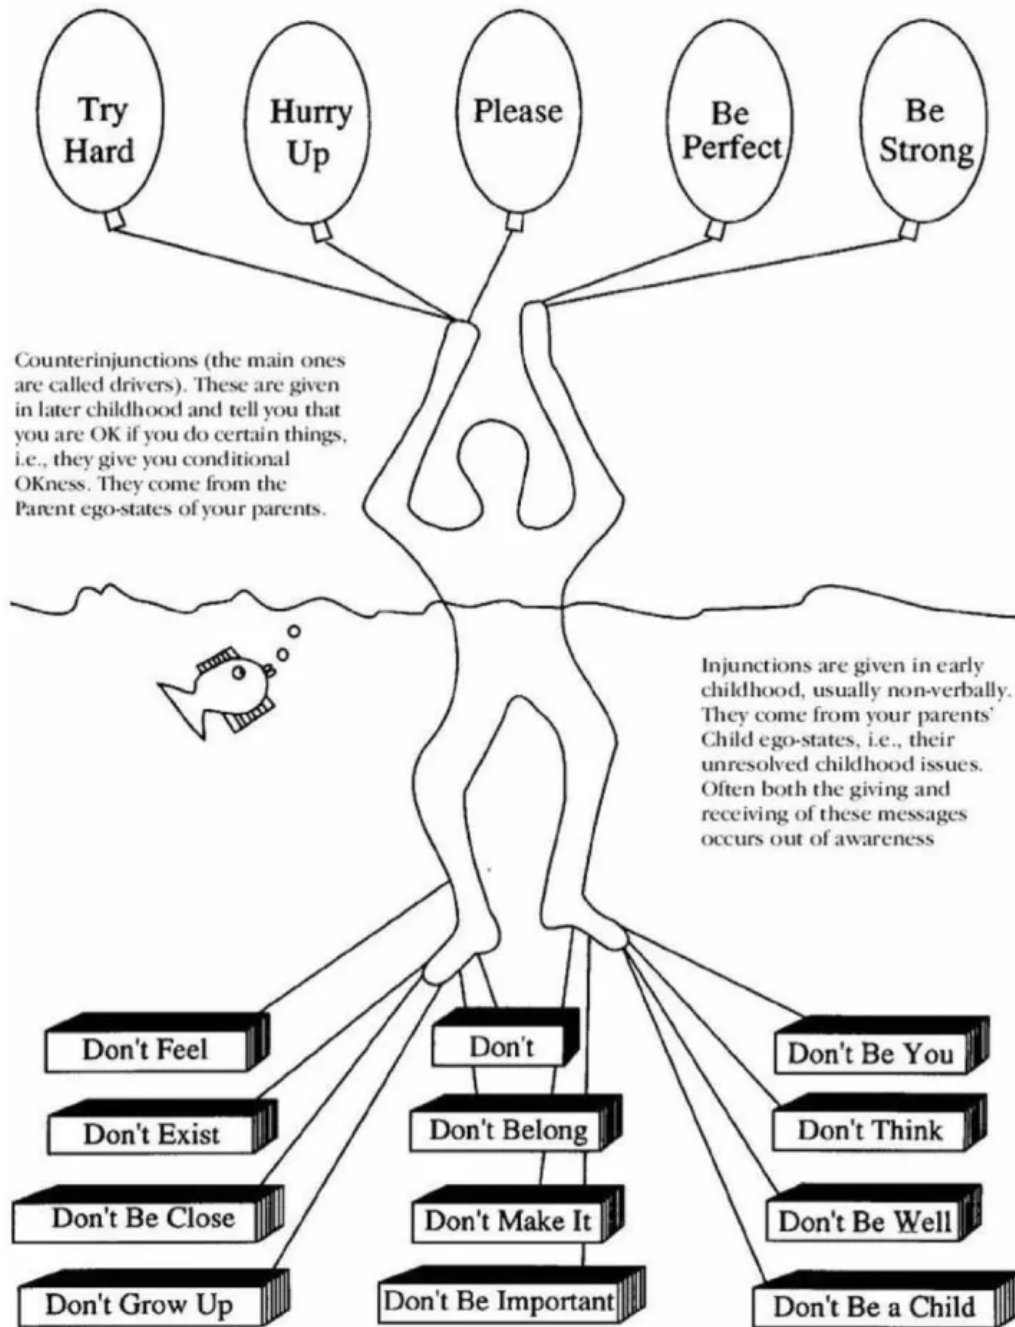 Try
Hard
Hurry
Up
Please
Be
Perfect
Be
Strong
Counterinjunctions (the main ones
are called drivers). These are given
in later childhood and tell you that
you are OK if you do certain things,
i.e., they give you conditional
OKness. They come from the
Parent ego-states of your parents.
Injunctions are given in early
childhood, usually non-verbally.
They come from your parents'
Child ego-states, i.e., their
unresolved childhood issues.
Often both the giving and
receiving of these messages
occurs out of awareness
Don't Feel
Don't
Don't Be You
Don't Exist
Don't Belong
Don't Think
Don't Be Close
Don't Make It
Don't Be Well
Don't Grow Up
Don't Be Important
Don't Be a Child